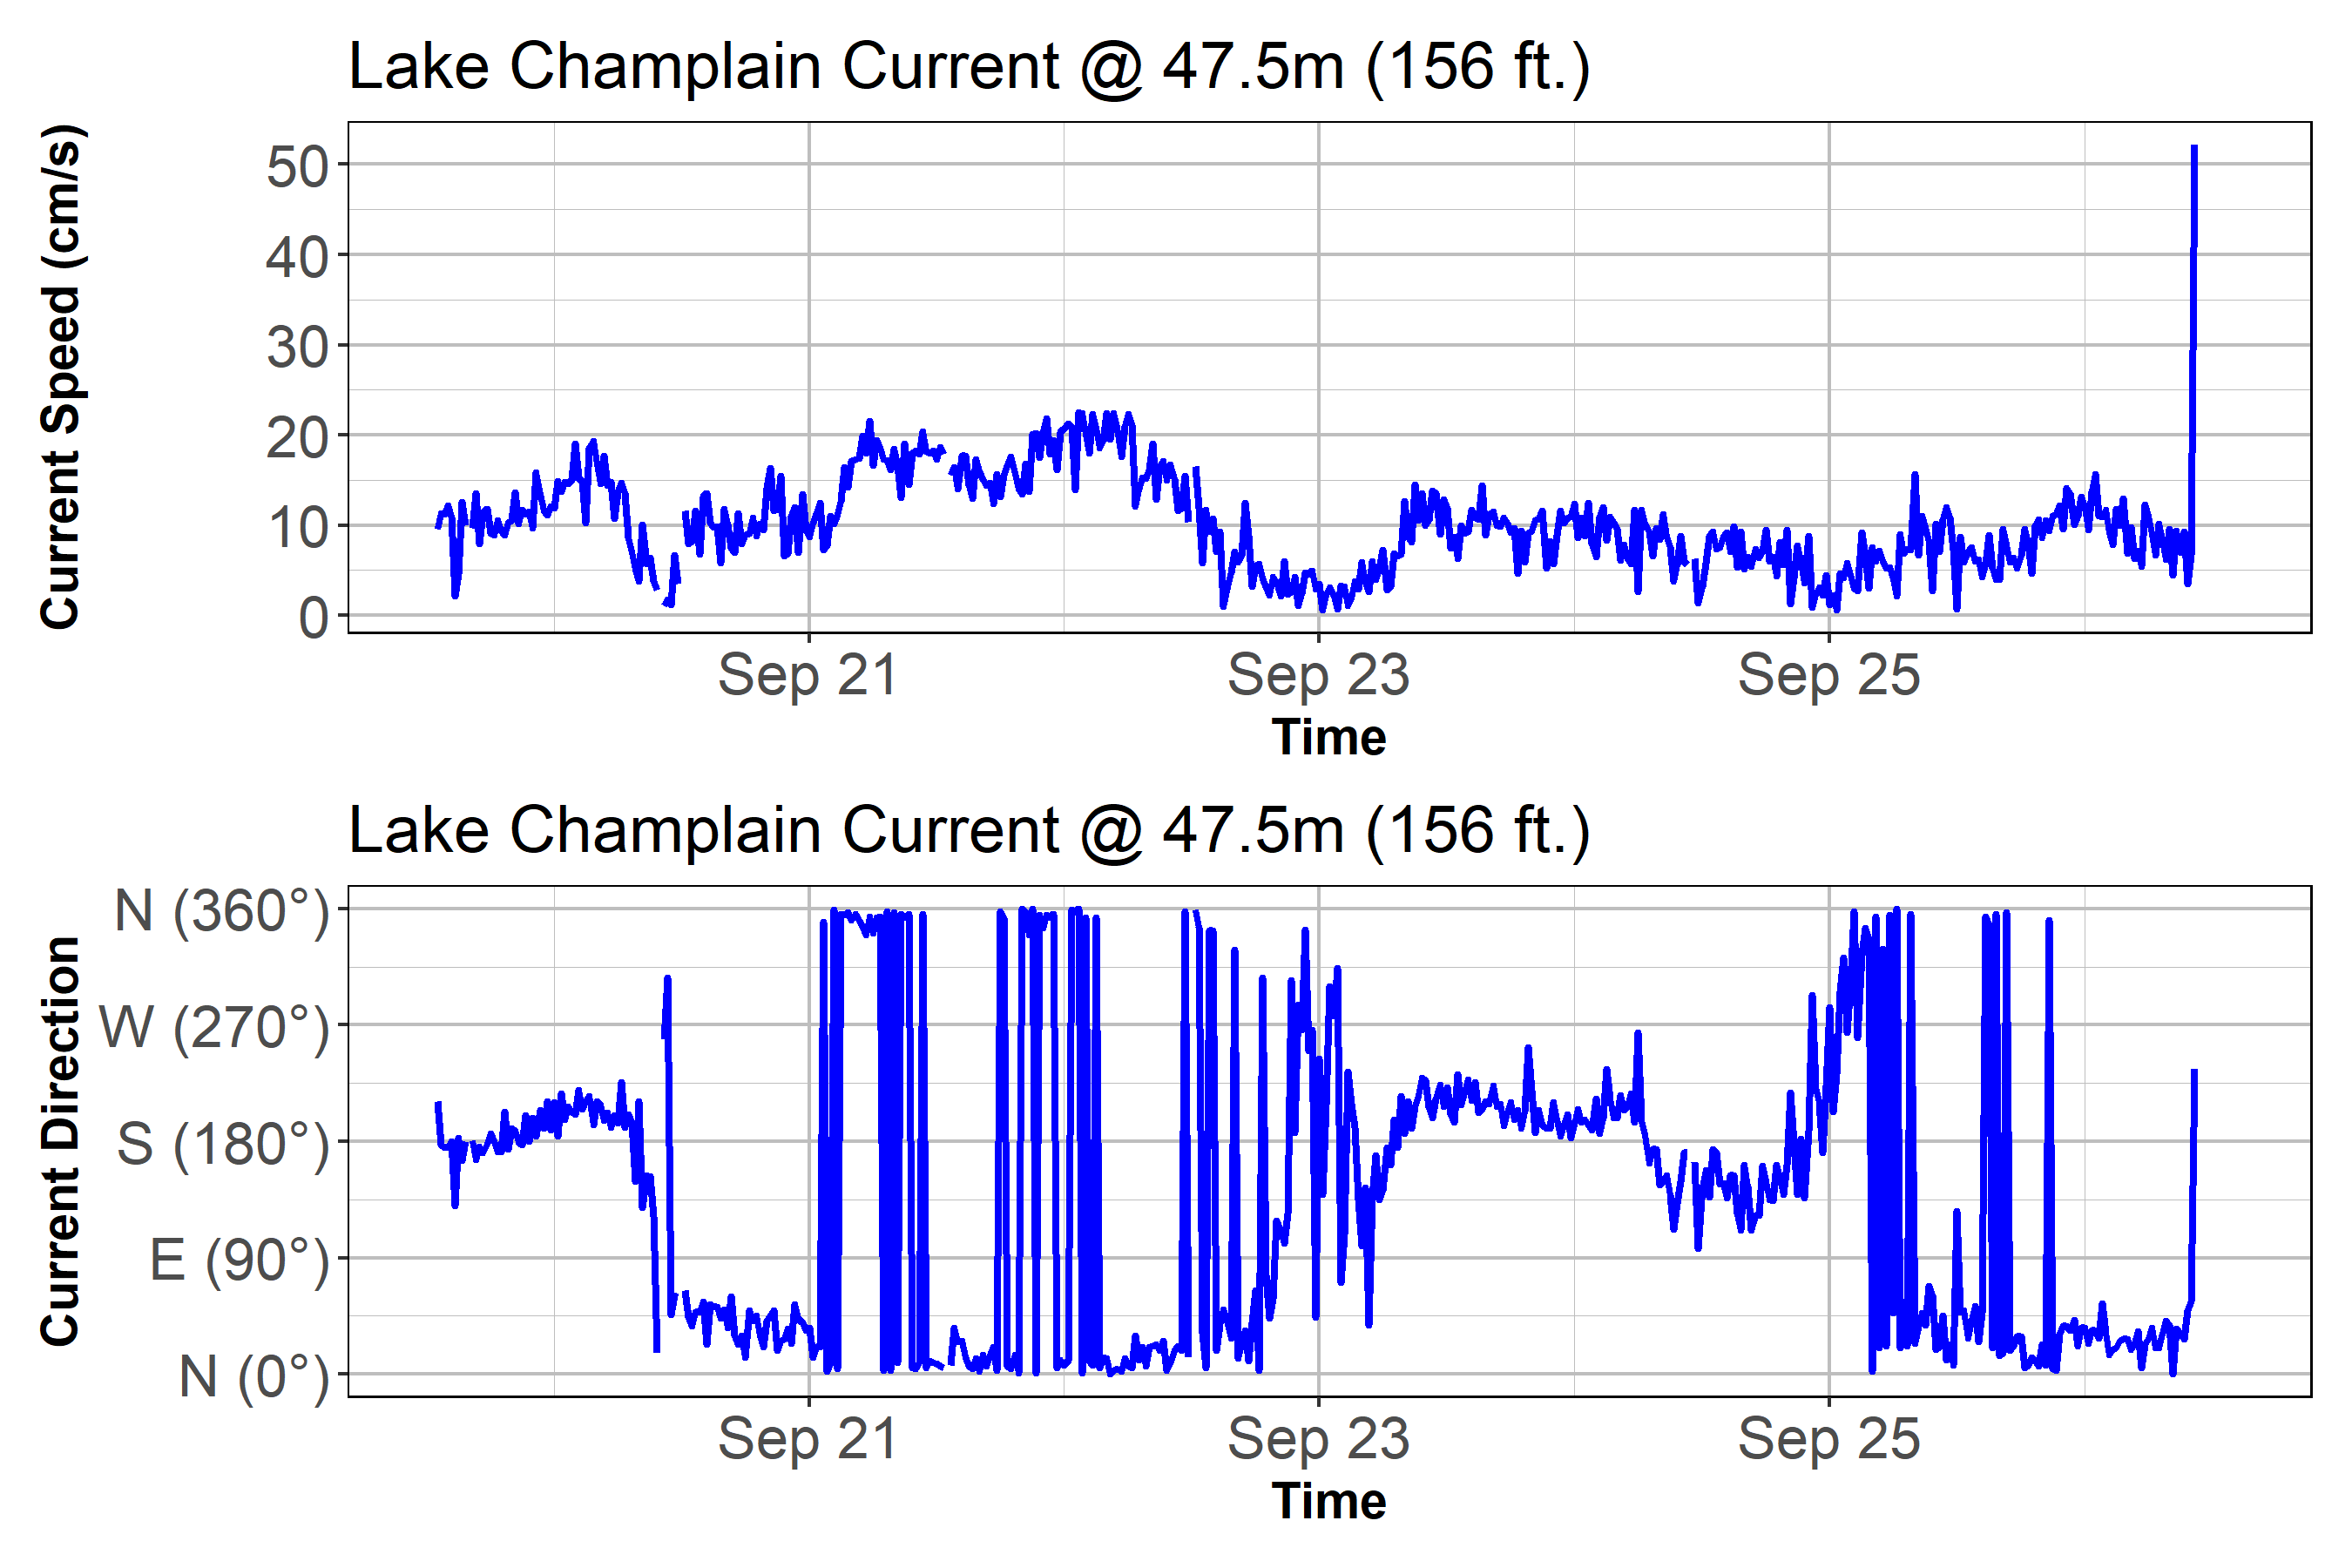 Lake Champlain Current @ 47.5m (156 ft.)
Current Speed (cm/s)
50
40
30
20
10
0
Sep 21
Sep 23
Sep 25
Time
Lake Champlain Current @ 47.5m (156 ft.)
Current Direction
N (360°)
W (270°)
S (180°)
E (90°)
N (0°)
Sep 21
Sep 23
Sep 25
Time